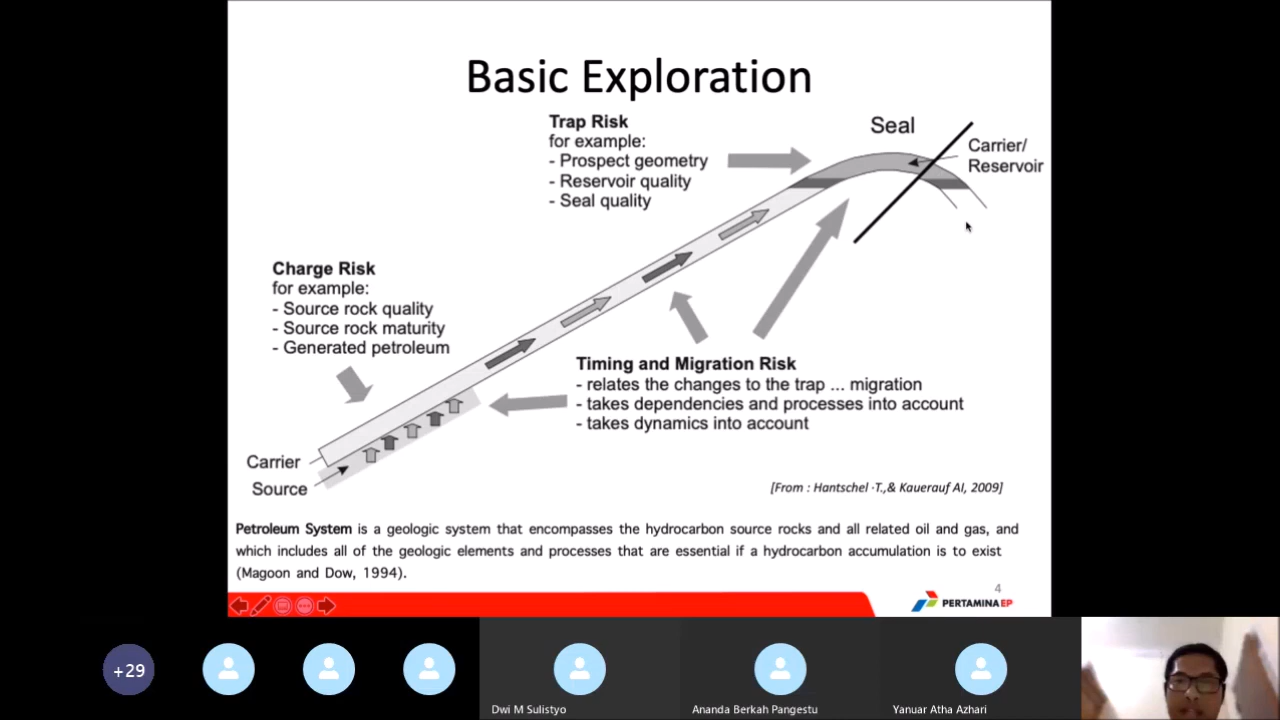 Basic Exploration
Trap Risk
for example:
- Prospect geometry
- Reservoir quality
- Seal quality
Seal
Carrier/
Reservoir
Charge Risk
for example:
- Source rock quality
- Source rock maturity
- Generated petroleum
Timing and Migration Risk
- relates the changes to the trap ... migration
- takes dependencies and processes into account
- takes dynamics into account
Carrier
Source
[From : Hantschel ·T.,& Kauerauf AI, 2009]
Petroleum System is a geologic system that encompasses the hydrocarbon source rocks and all related oil and gas, and
which includes all of the geologic elements and processes that are essential if a hydrocarbon accumulation is to exist
(Magoon and Dow, 1994).
4
PERTAMINA EP
+29
Dwi M Sulistyo
Ananda Berkah Pangestu
Yanuar Atha Azhari